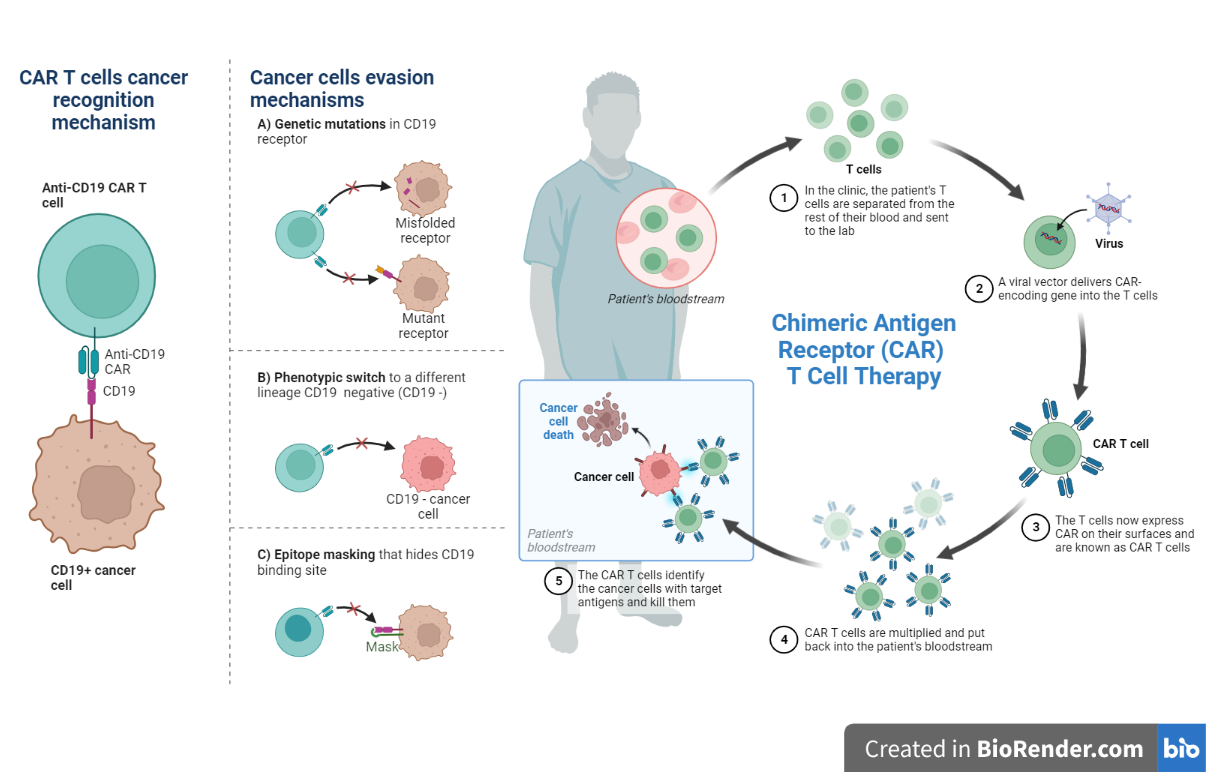 CAR T cells cancer
recognition
mechanism
Anti-CD19 CAR T
cell
Anti-CD19
CAR
CD19
CD19+ cancer
cell
Cancer cells evasion
mechanisms
A) Genetic mutations in CD19
receptor
Misfolded
receptor
Mutant
receptor
B) Phenotypic switch to a different
lineage CD19 negative (CD19 -)
CD19 - cancer
cell
C) Epitope masking that hides CD19
binding site
Mask
Patient's bloodstream
T cells
1
In the clinic, the patient's T
cells are separated from the
rest of their blood and sent
to the lab
Virus
2
A viral vector delivers CAR-
encoding gene into the T cells
Chimeric Antigen
Receptor (CAR)
T Cell Therapy
CAR T cell
3
The T cells now express
CAR on their surfaces and
are known as CAR T cells
4
CAR T cells are multiplied and put
back into the patient's bloodstream
Cancer
cell
death
Cancer cell
Patient's
bloodstream
5
The CAR T cells identify
the cancer cells with target
antigens and kill them
Created in BioRender.com bio